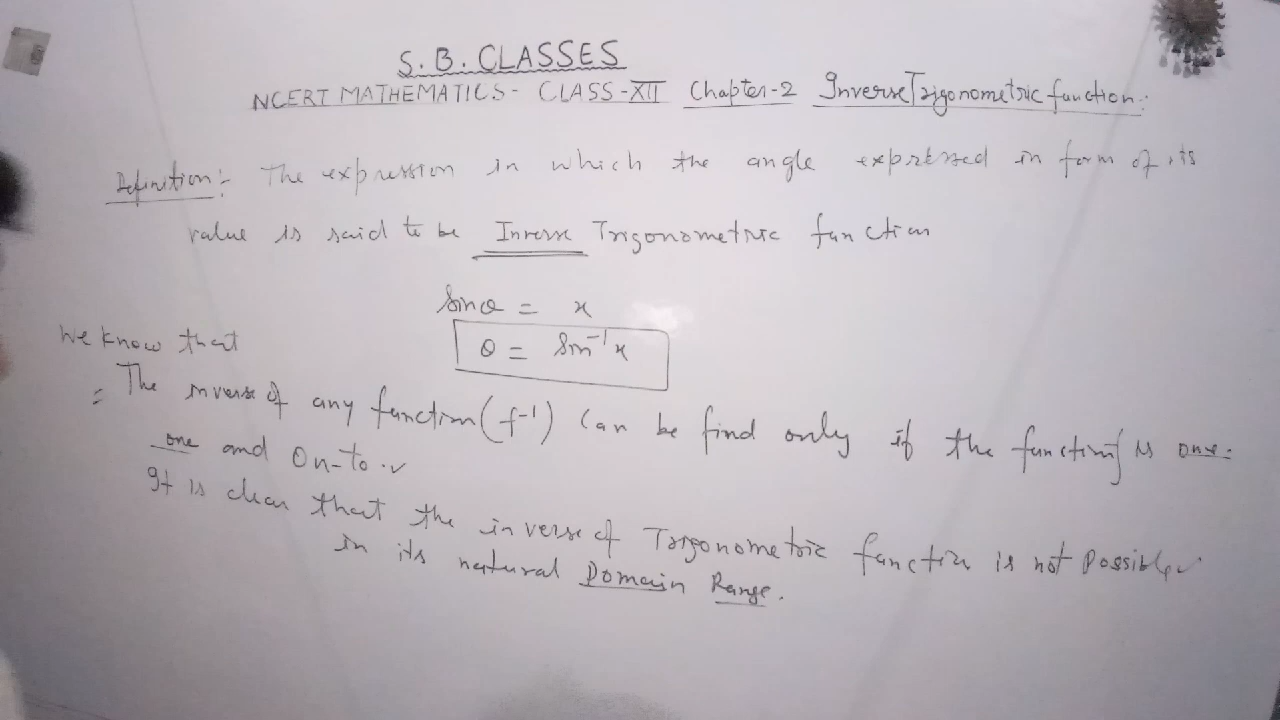 S.B. CLASSES
NCERT MATHEMATICS- CLASS-XII Chapter-2 Inverse Trigonometric function:
Definition:- The expression in which the angle expressed in form of its
value is said to be Inverse Trigonometric function
Sinθ = x
θ = Sin⁻¹x
We know that
= The inverse of any function (f⁻¹) can be find only if the function f is one-
one and On-to.✓
It is clear that the inverse of Trigonometric function is not possible✓
in its natural Domain Range.